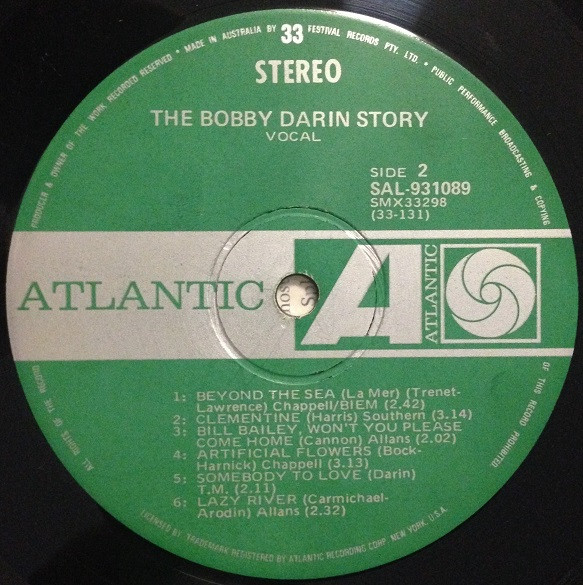 PRODUCER & OWNER OF THE WORK RECORDED RESERVED • MADE IN AUSTRALIA BY 33 FESTIVAL RECORDS PTY. LTD. • PUBLIC PERFORMANCE BROADCASTING & COPYING
STEREO
THE BOBBY DARIN STORY
VOCAL
SIDE 2
SAL-931089
SMX33298
(33-131)
ATLANTIC
A
ATLANTIC
1: BEYOND THE SEA (La Mer) (Trenet-
Lawrence) Chappell/BIEM (2.42)
2: CLEMENTINE (Harris) Southern (3.14)
3: BILL BAILEY, WON'T YOU PLEASE
COME HOME (Cannon) Allans (2.02)
4: ARTIFICIAL FLOWERS (Bock-
Harnick) Chappell (3.13)
5: SOMEBODY TO LOVE (Darin)
T.M. (2.11)
6: LAZY RIVER (Carmichael-
Arodin) Allans (2.32)
ALL RIGHTS OF THE RECORD
OF THIS RECORD PROHIBITED
LICENSED BY TRADEMARK REGISTERED BY ATLANTIC RECORDING CORP. NEW YORK, U.S.A.